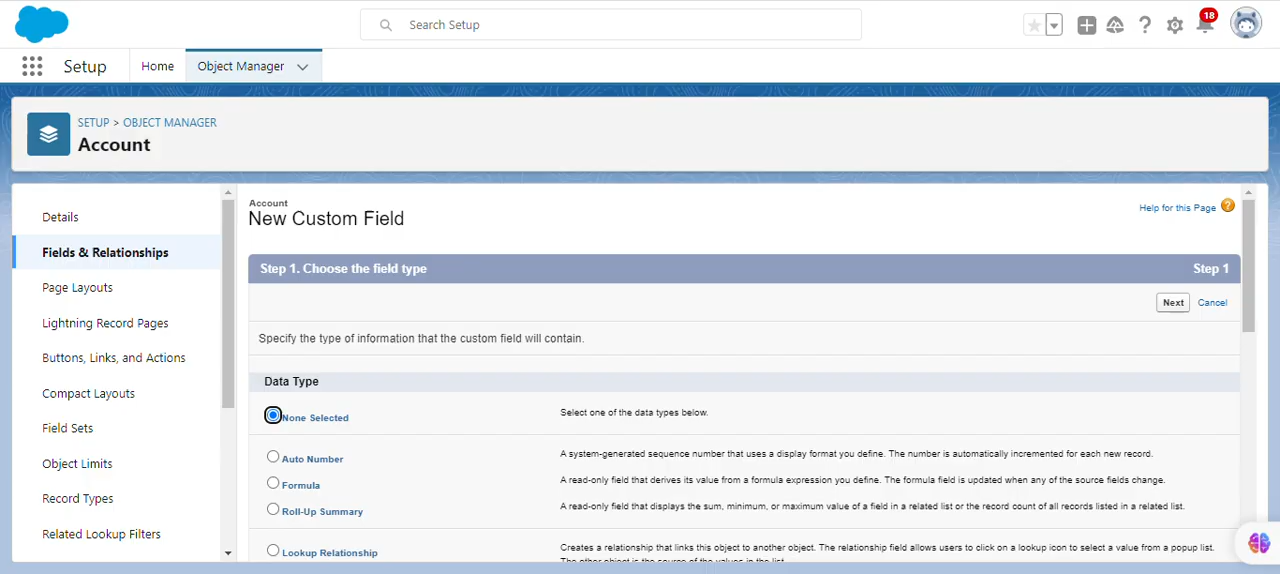 Search Setup
18
Setup
Home
Object Manager
SETUP > OBJECT MANAGER
Account
Details
Fields & Relationships
Page Layouts
Lightning Record Pages
Buttons, Links, and Actions
Compact Layouts
Field Sets
Object Limits
Record Types
Related Lookup Filters
Account
New Custom Field
Help for this Page ?
Step 1. Choose the field type
Step 1
Next
Cancel
Specify the type of information that the custom field will contain.
Data Type
None Selected
Select one of the data types below.
Auto Number
A system-generated sequence number that uses a display format you define. The number is automatically incremented for each new record.
Formula
A read-only field that derives its value from a formula expression you define. The formula field is updated when any of the source fields change.
Roll-Up Summary
A read-only field that displays the sum, minimum, or maximum value of a field in a related list or the record count of all records listed in a related list.
Lookup Relationship
Creates a relationship that links this object to another object. The relationship field allows users to click on a lookup icon to select a value from a popup list.
The other object is the source of the values in the list.